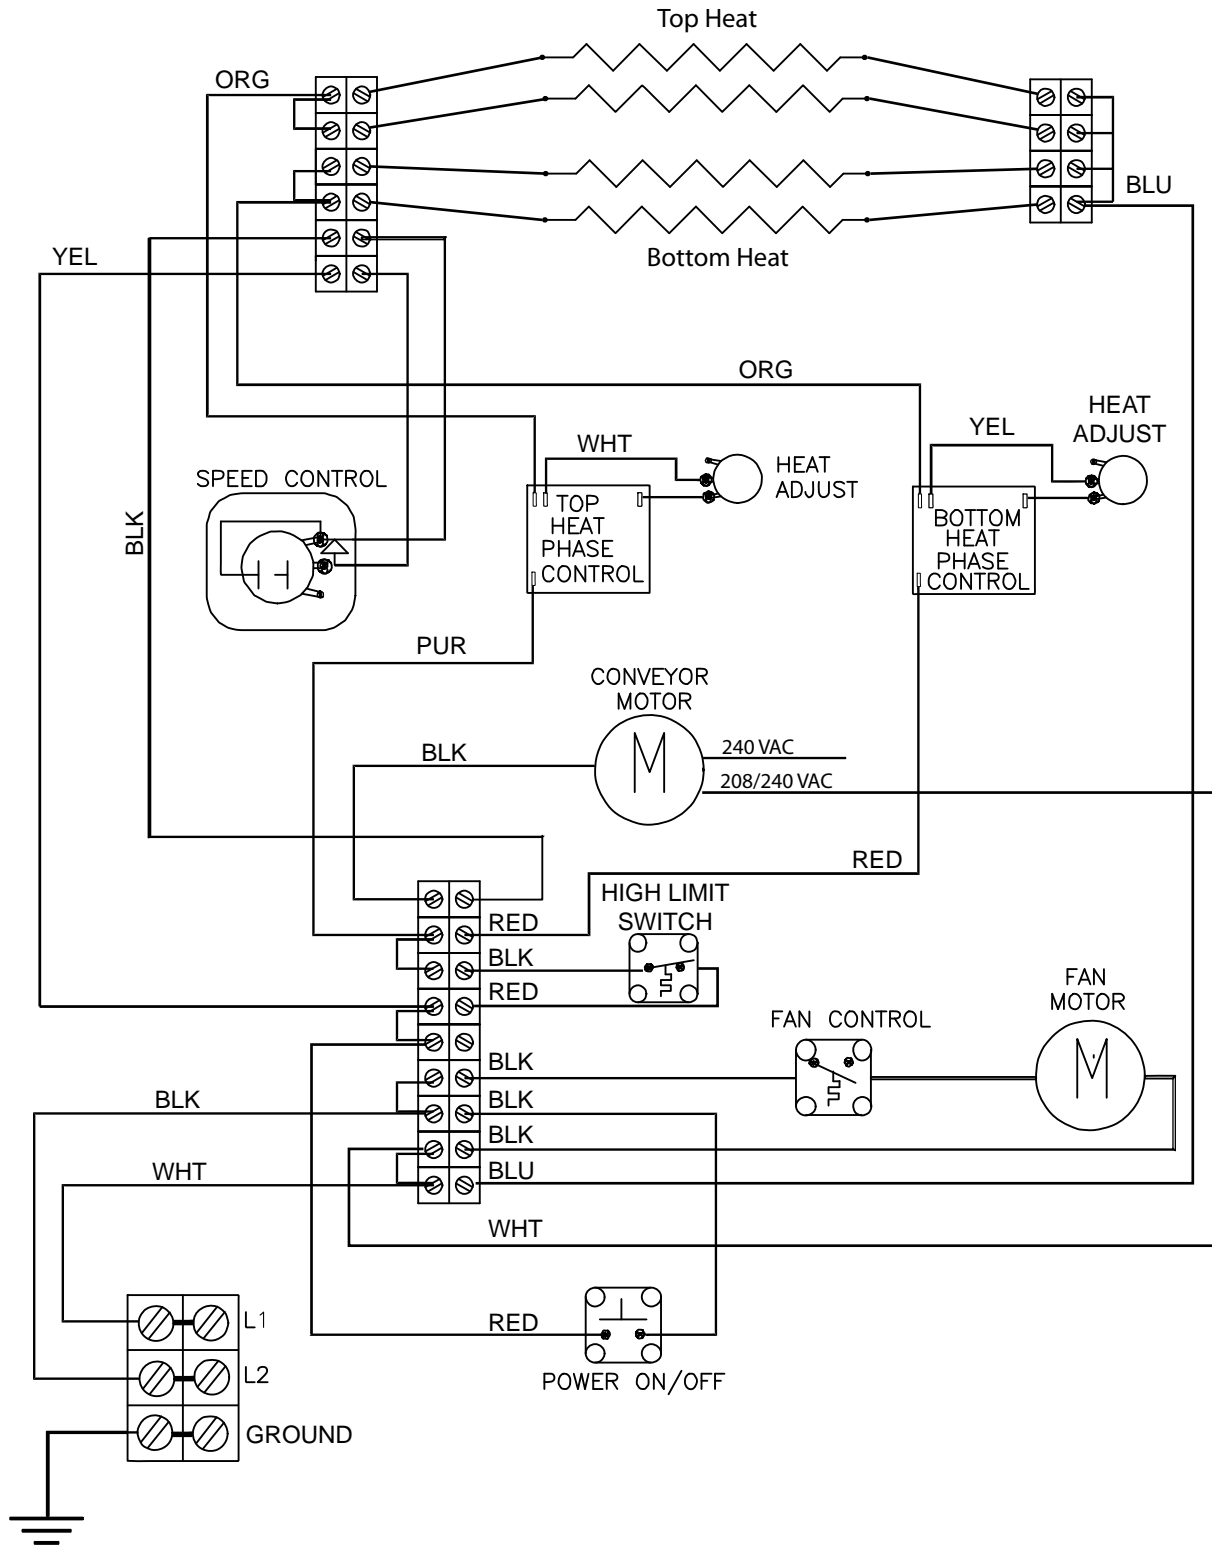 Top Heat
ORG
BLU
YEL
Bottom Heat
ORG
HEAT
ADJUST
YEL
WHT
HEAT
ADJUST
SPEED CONTROL
BLK
TOP
HEAT
PHASE
CONTROL
BOTTOM
HEAT
PHASE
CONTROL
PUR
CONVEYOR
MOTOR
M
BLK
240 VAC
208/240 VAC
RED
HIGH LIMIT
SWITCH
RED
BLK
RED
FAN
MOTOR
M
FAN CONTROL
BLK
BLK
BLK
BLK
WHT
BLU
WHT
L1
RED
L2
POWER ON/OFF
GROUND